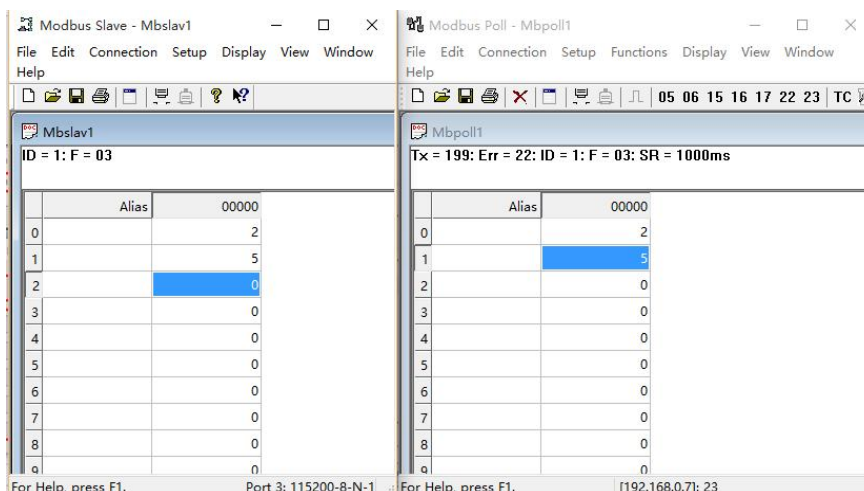 Modbus Slave - Mbslav1
File Edit Connection Setup Display View Window
Help
Mbslav1
ID = 1: F = 03
Alias 00000
0 2
1 5
2 0
3 0
4 0
5 0
6 0
7 0
8 0
9 0
For Help, press F1. Port 3: 115200-8-N-1
Modbus Poll - Mbpoll1
File Edit Connection Setup Functions Display View Window
Help
05 06 15 16 17 22 23 TC
Mbpoll1
Tx = 199: Err = 22: ID = 1: F = 03: SR = 1000ms
Alias 00000
0 2
1 5
2 0
3 0
4 0
5 0
6 0
7 0
8 0
9 0
For Help, press F1. [192.168.0.7]: 23